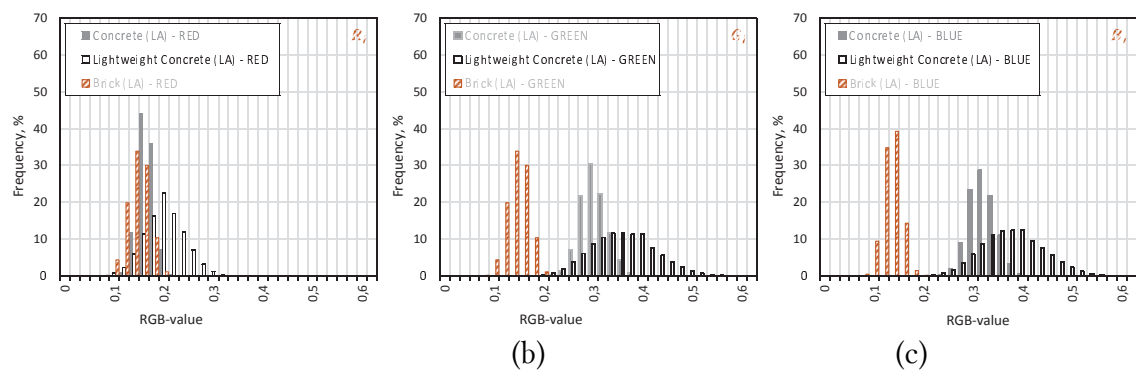 70
60
50
40
30
20
10
0
Frequency, %
Concrete (LA) - RED
Lightweight Concrete (LA) - RED
Brick (LA) - RED
0
0,1
0,2
0,3
0,4
0,5
0,6
RGB-value
70
60
50
40
30
20
10
0
Frequency, %
Concrete (LA) - GREEN
Lightweight Concrete (LA) - GREEN
Brick (LA) - GREEN
0
0,1
0,2
0,3
0,4
0,5
0,6
RGB-value
(b)
70
60
50
40
30
20
10
0
Frequency, %
Concrete (LA) - BLUE
Lightweight Concrete (LA) - BLUE
Brick (LA) - BLUE
0
0,1
0,2
0,3
0,4
0,5
0,6
RGB-value
(c)